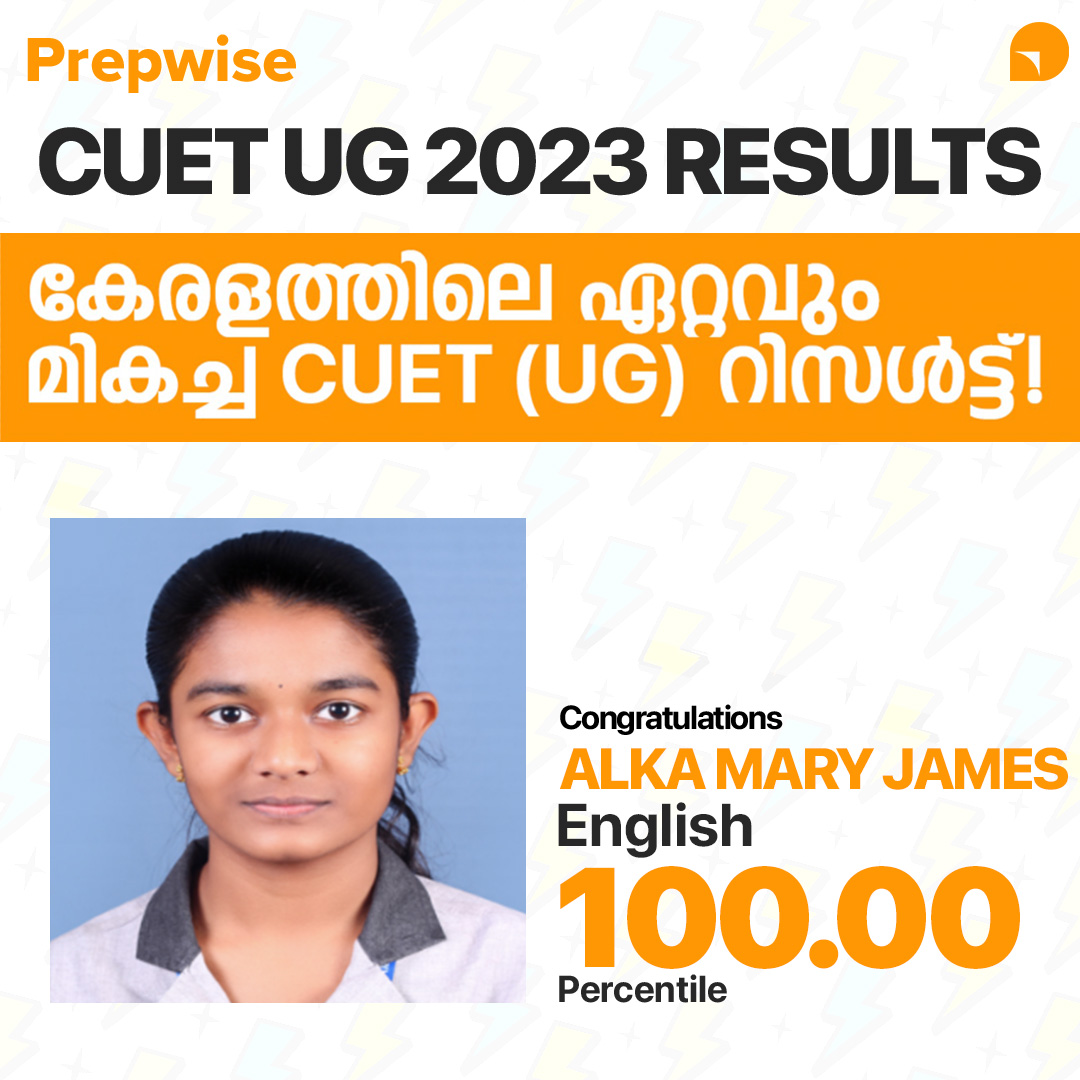 Prepwise
CUET UG 2023 RESULTS
കേരളത്തിലെ ഏറ്റവും
മികച്ച CUET (UG) റിസൾട്ട്!
Congratulations
ALKA MARY JAMES
English
100.00
Percentile